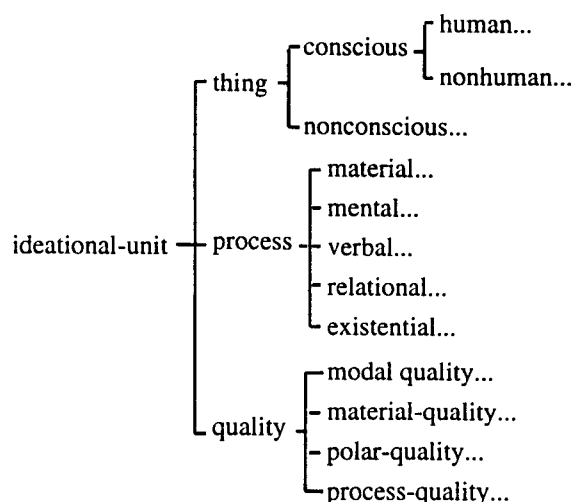 human...
conscious
nonhuman...
thing
nonconscious...
material...
mental...
ideational-unit process verbal...
relational...
existential...
modal quality...
material-quality...
quality
polar-quality...
process-quality...